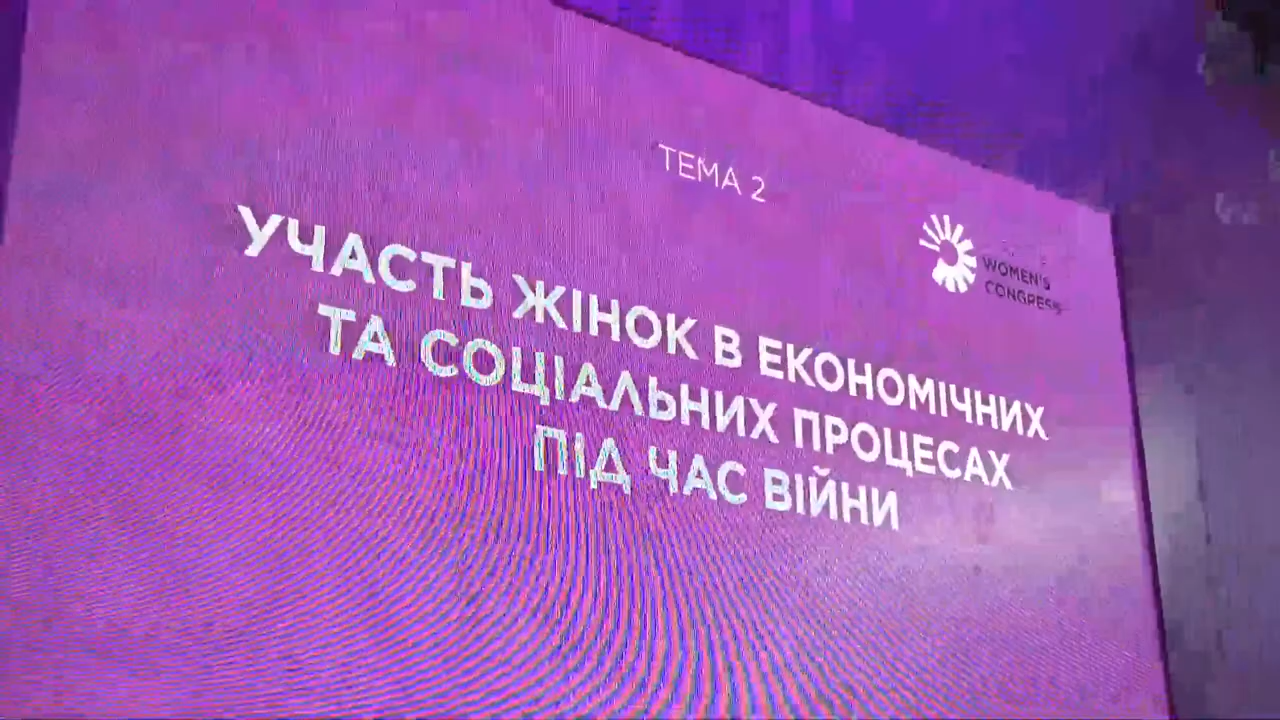 ТЕМА 2
WOMEN'S
CONGRESS
УЧАСТЬ ЖІНОК В ЕКОНОМІЧНИХ
ТА СОЦІАЛЬНИХ ПРОЦЕСАХ
ПІД ЧАС ВІЙНИ